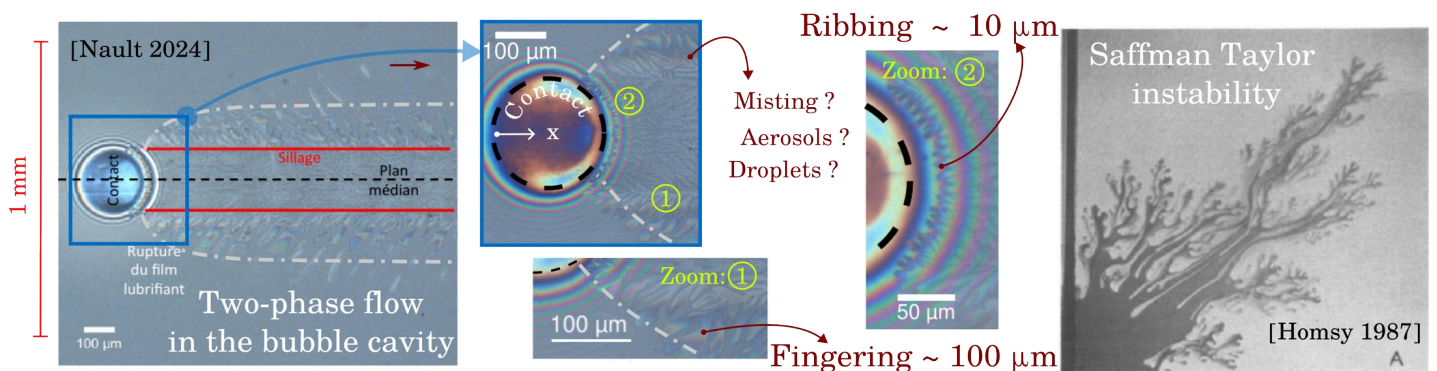 [Nault 2024]
1 mm
Contact
Sillage
Plan
médian
Rupture
du film
lubrifiant
Two-phase flow
in the bubble cavity
100 µm
100 µm
Contact
x
②
①
Misting ?
Aerosols ?
Droplets ?
Zoom: ①
100 µm
Fingering ~ 100 µm
Ribbing ~ 10 µm
Zoom: ②
50 µm
Saffman Taylor
instability
[Homsy 1987]
A